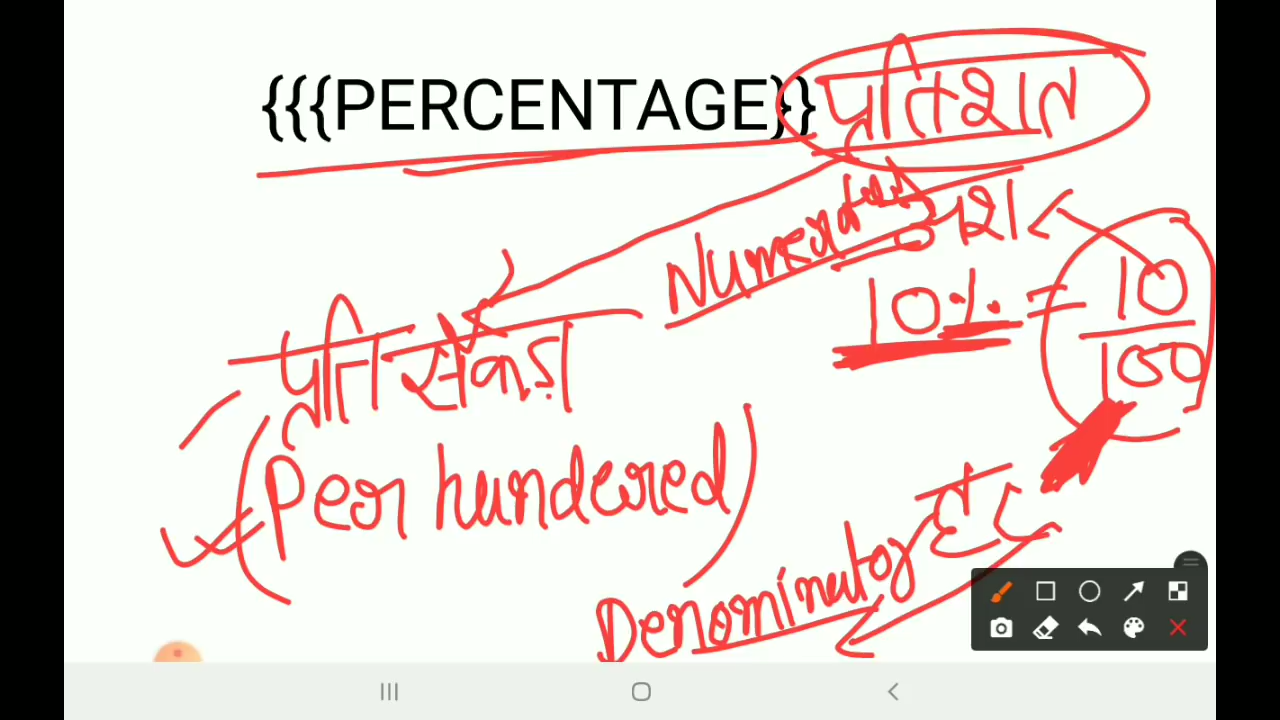 {{{PERCENTAGE}} प्रतिशत
Numerator अंश
10% = 10/100
प्रति सैकड़ा
(Per hundered)
Denominator हर